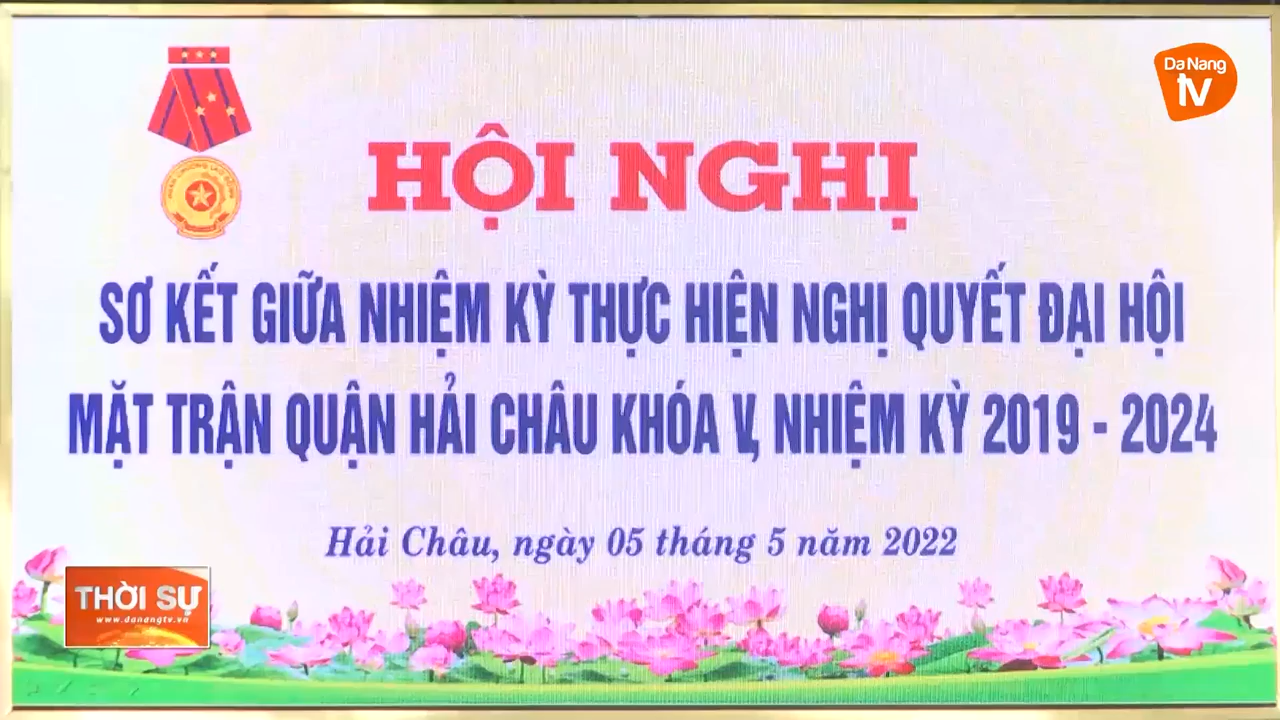 Da Nang
tv
HỘI NGHỊ
SƠ KẾT GIỮA NHIỆM KỲ THỰC HIỆN NGHỊ QUYẾT ĐẠI HỘI
MẶT TRẬN QUẬN HẢI CHÂU KHÓA V, NHIỆM KỲ 2019 - 2024
Hải Châu, ngày 05 tháng 5 năm 2022
THỜI SỰ
www.danangtv.vn